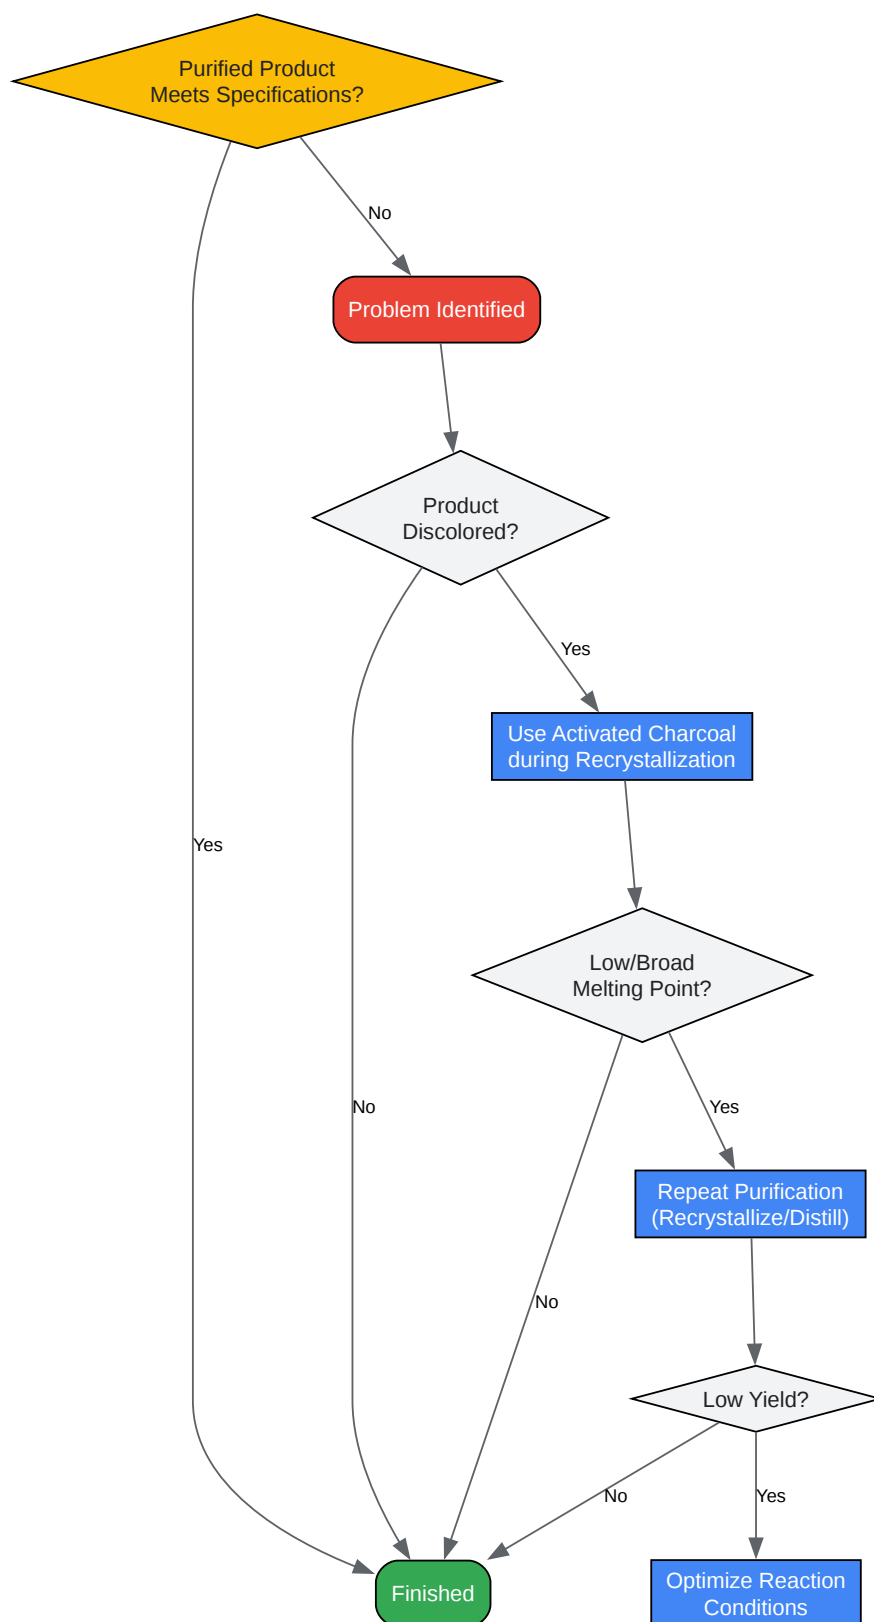 Purified Product
Meets Specifications?
No
Problem Identified
Product
Discolored?
Yes
Use Activated Charcoal
during Recrystallization
Yes
Low/Broad
Melting Point?
No
Yes
Repeat Purification
(Recrystallize/Distill)
No
Low Yield?
No
Yes
Finished
Optimize Reaction
Conditions